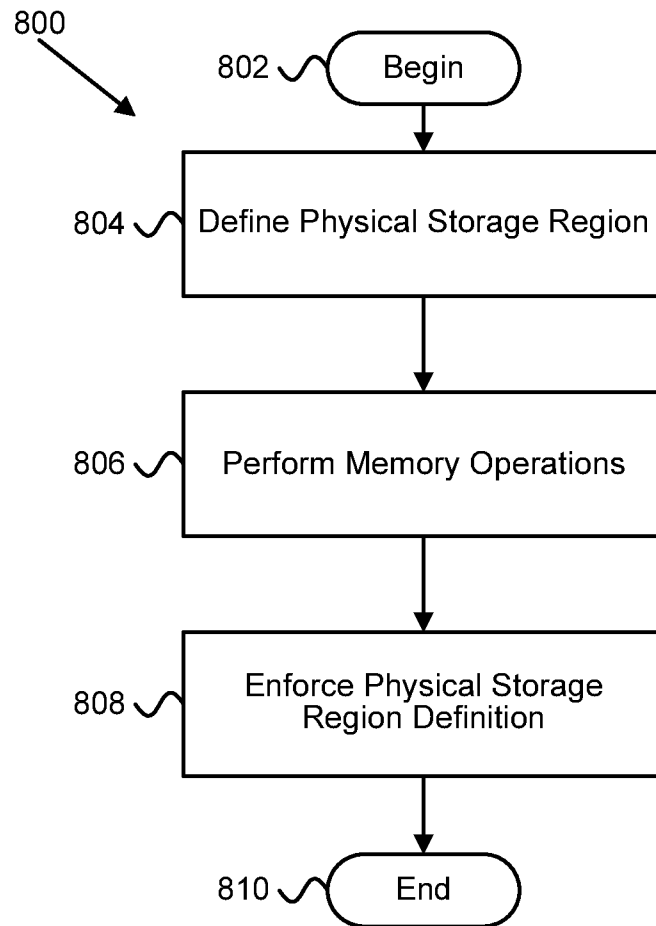 800
802
Begin
804
Define Physical Storage Region
806
Perform Memory Operations
808
Enforce Physical Storage
Region Definition
810
End